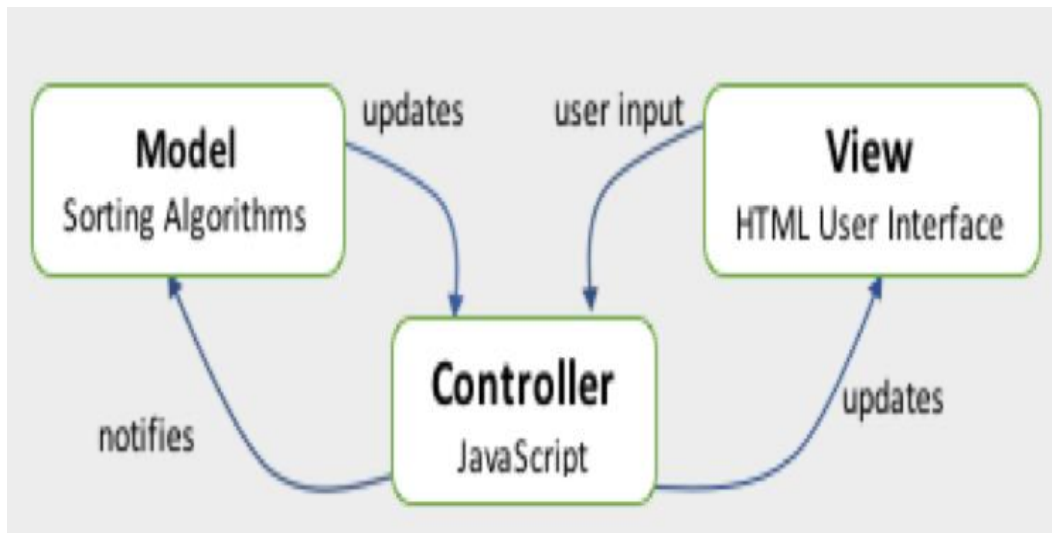 updates
user input
Model
Sorting Algorithms
View
HTML User Interface
Controller
JavaScript
notifies
updates